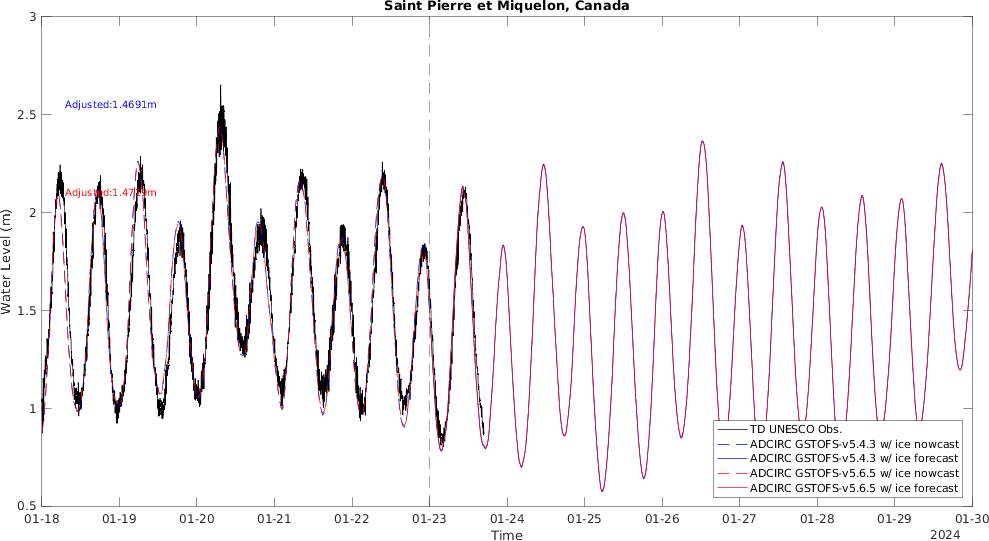 Saint Pierre et Miquelon, Canada
3
2.5
2
1.5
1
0.5
Water Level (m)
Adjusted:1.4691m
01-18
01-19
01-20
01-21
01-22
01-23
01-24
01-25
01-26
01-27
01-28
01-29
01-30
Time
2024
TD UNESCO Obs.
ADCIRC GSTOFS-v5.4.3 w/ ice nowcast
ADCIRC GSTOFS-v5.4.3 w/ ice forecast
ADCIRC GSTOFS-v5.6.5 w/ ice nowcast
ADCIRC GSTOFS-v5.6.5 w/ ice forecast